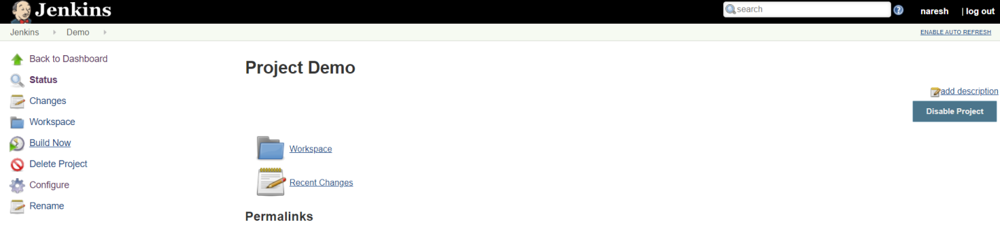 Jenkins
search
naresh | log out
Jenkins Demo
ENABLE AUTO REFRESH
Back to Dashboard
Status
Changes
Workspace
Build Now
Delete Project
Configure
Rename
Project Demo
add description
Disable Project
Workspace
Recent Changes
Permalinks